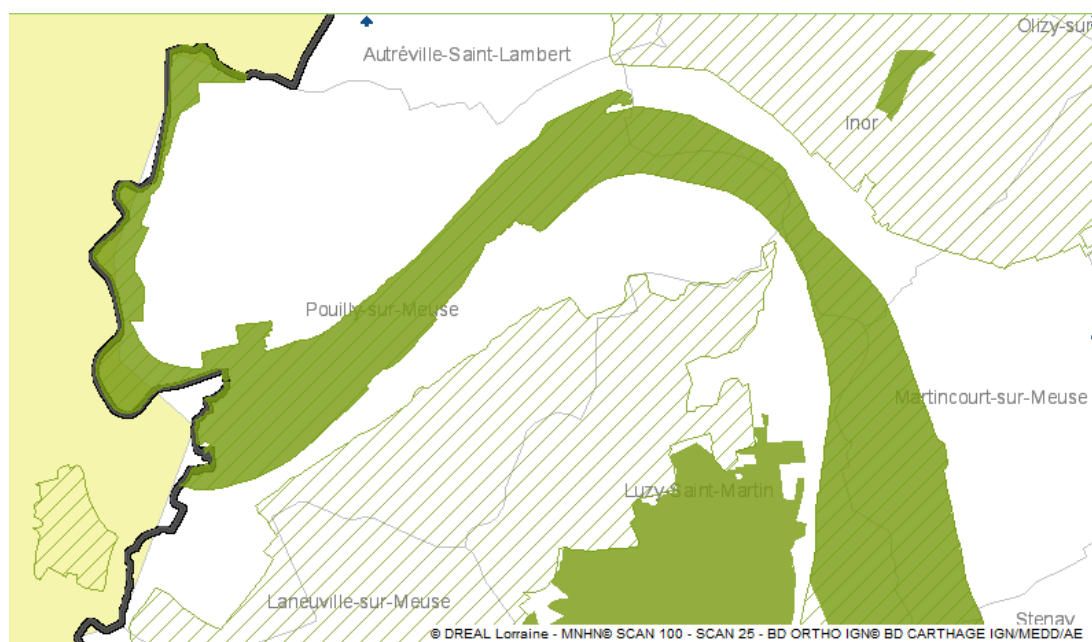 Olizy-sur
Autréville-Saint-Lambert
Inor
Pouilly-sur-Meuse
Martincourt-sur-Meuse
Luzy-Saint-Martin
Laneuville-sur-Meuse
Stenay
© DREAL Lorraine - MNHN© SCAN 100 - SCAN 25 - BD ORTHO IGN© BD CARTHAGE IGN/MEDD/AE